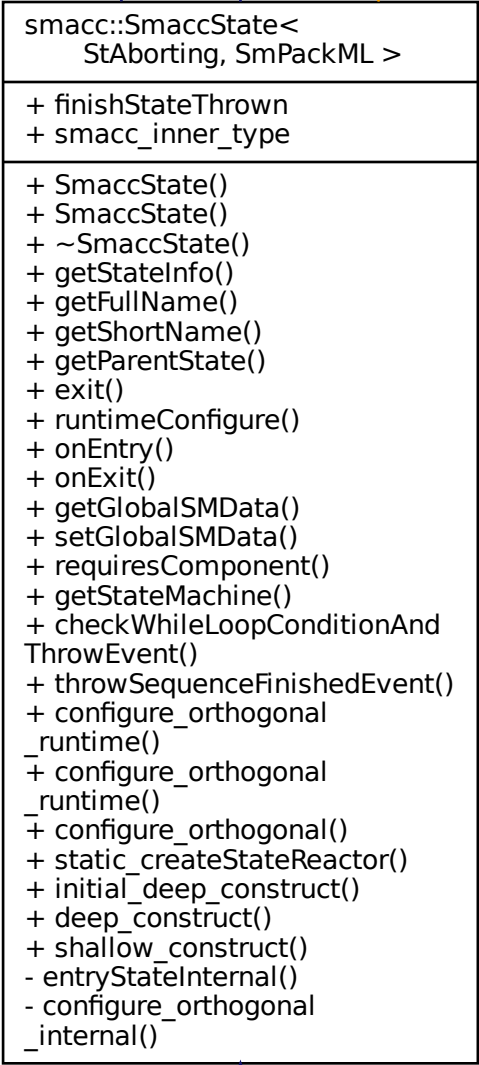 smacc::SmaccState<
StAborting, SmPackML >
+ finishStateThrown
+ smacc_inner_type
+ SmaccState()
+ SmaccState()
+ ~SmaccState()
+ getStateInfo()
+ getFullName()
+ getShortName()
+ getParentState()
+ exit()
+ runtimeConfigure()
+ onEntry()
+ onExit()
+ getGlobalSMData()
+ setGlobalSMData()
+ requiresComponent()
+ getStateMachine()
+ checkWhileLoopConditionAnd
ThrowEvent()
+ throwSequenceFinishedEvent()
+ configure_orthogonal
_runtime()
+ configure_orthogonal
_runtime()
+ configure_orthogonal()
+ static_createStateReactor()
+ initial_deep_construct()
+ deep_construct()
+ shallow_construct()
- entryStateInternal()
- configure_orthogonal
_internal()